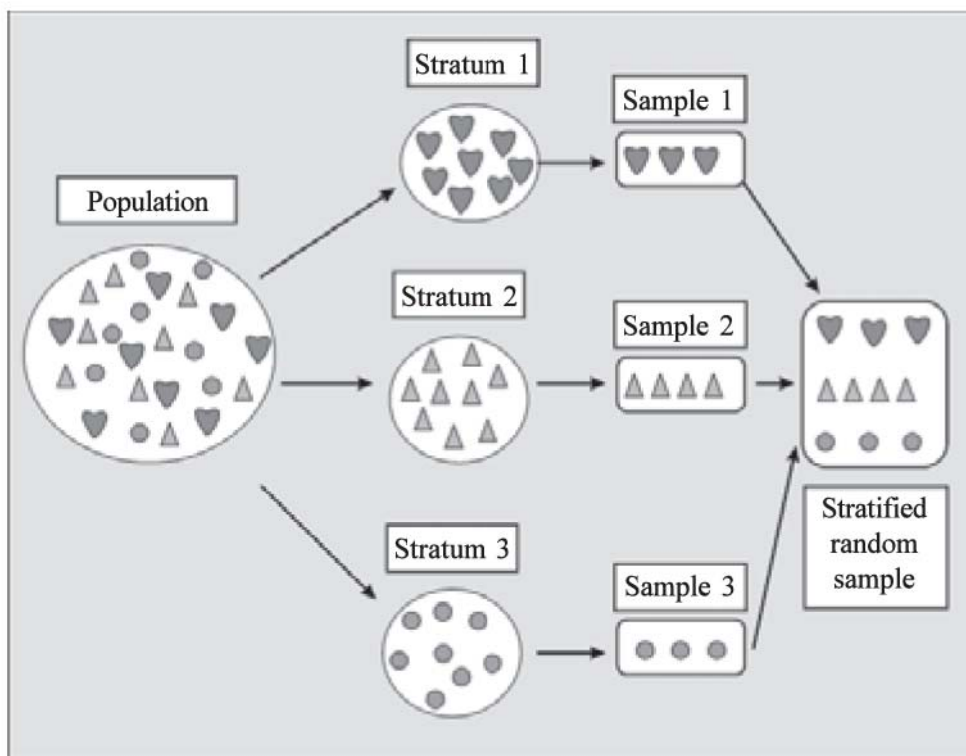 Population
Stratum 1
Sample 1
Stratum 2
Sample 2
Stratum 3
Sample 3
Stratified
random
sample